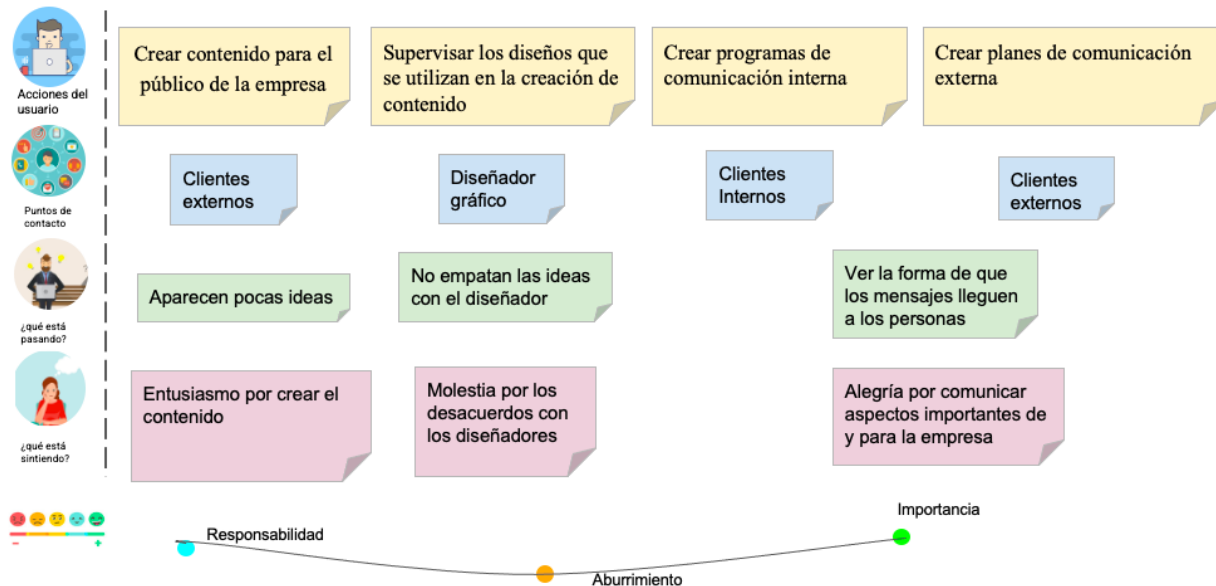 Acciones del
usuario
Crear contenido para el
público de la empresa
Supervisar los diseños que
se utilizan en la creación de
contenido
Crear programas de
comunicación interna
Crear planes de comunicación
externa
Puntos de
contacto
Clientes
externos
Diseñador
gráfico
Clientes
Internos
Clientes
externos
¿qué está
pasando?
Aparecen pocas ideas
No empatan las ideas
con el diseñador
Ver la forma de que
los mensajes lleguen
a los personas
¿qué está
sintiendo?
Entusiasmo por crear el
contenido
Molestia por los
desacuerdos con
los diseñadores
Alegría por comunicar
aspectos importantes de
y para la empresa
- +
Responsabilidad
Aburrimiento
Importancia